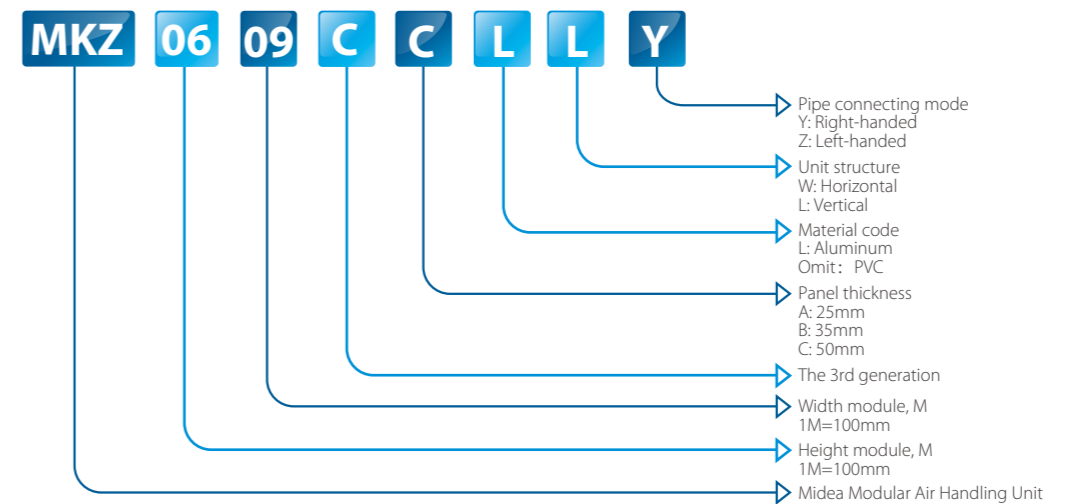 MKZ 06 09 C C L L Y
Pipe connecting mode
Y: Right-handed
Z: Left-handed
Unit structure
W: Horizontal
L: Vertical
Material code
L: Aluminum
Omit： PVC
Panel thickness
A: 25mm
B: 35mm
C: 50mm
The 3rd generation
Width module, M
1M=100mm
Height module, M
1M=100mm
Midea Modular Air Handling Unit